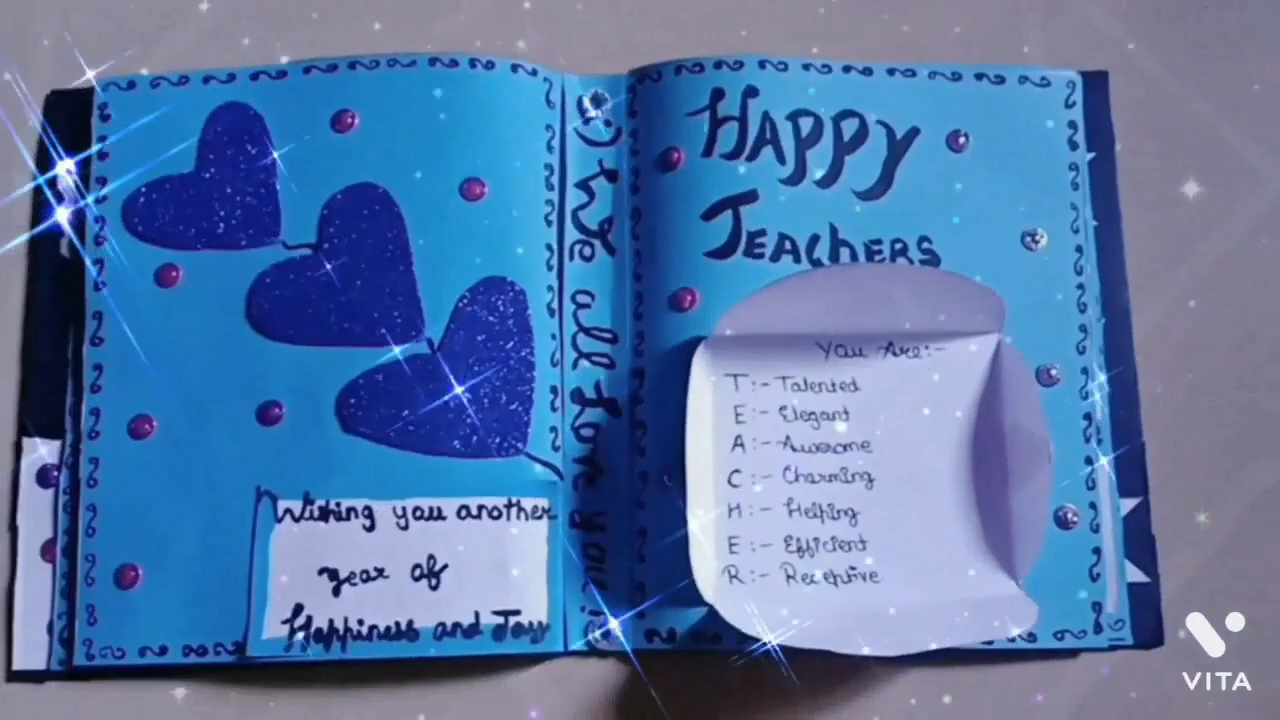 Wishing you another
year of
Happiness and Joy
:) We all love you :)
HAPPY
TEACHERS
You Are:-
T:- Talented
E:- Elegant
A:- Awesome
C:- Charming
H:- Helping
E:- Efficient
R:- Receptive
VITA